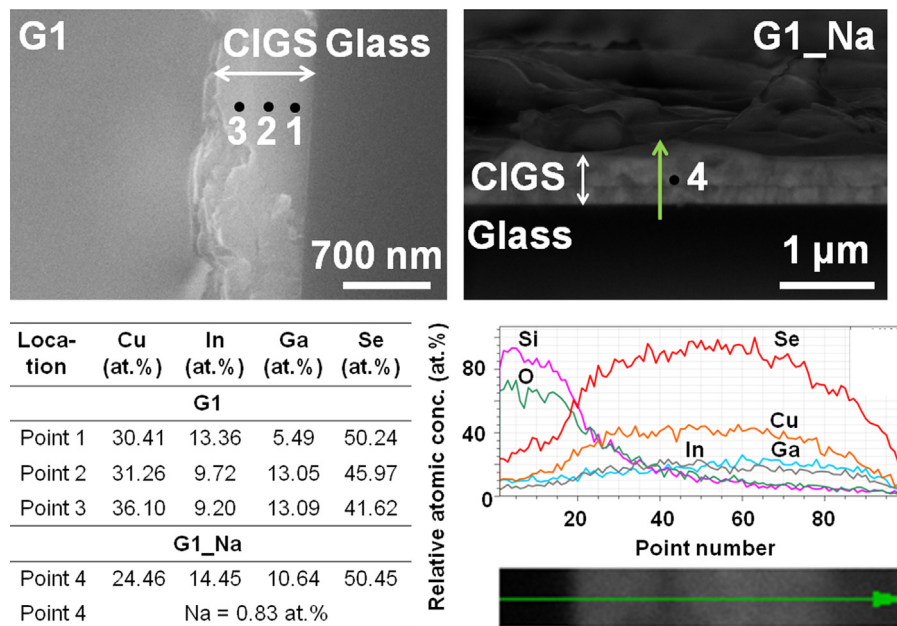 G1
CIGS Glass
3 2 1
700 nm
G1_Na
CIGS
4
Glass
1 µm
Loca-tion Cu (at.%) In (at.%) Ga (at.%) Se (at.%)
G1
Point 1 30.41 13.36 5.49 50.24
Point 2 31.26 9.72 13.05 45.97
Point 3 36.10 9.20 13.09 41.62
G1_Na
Point 4 24.46 14.45 10.64 50.45
Point 4 Na = 0.83 at.%
Relative atomic conc. (at.%)
80
40
0
Si
O
Se
Cu
In
Ga
20 40 60 80
Point number